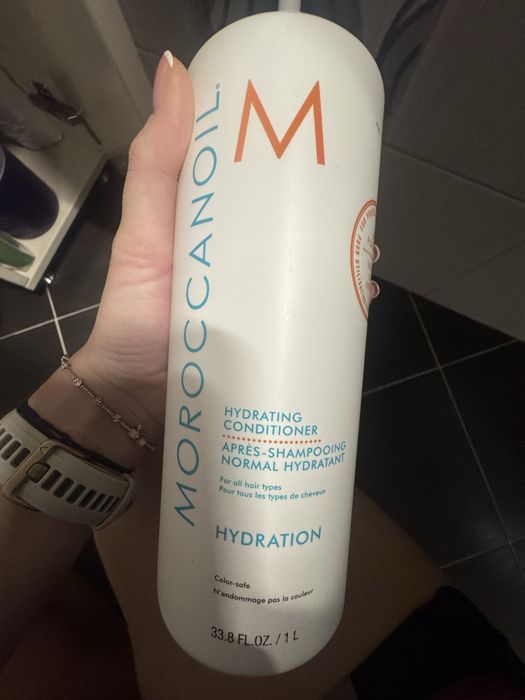 M
MOROCCANOIL.
HYDRATING
CONDITIONER
APRÈS-SHAMPOOING
NORMAL HYDRATANT
For all hair types
Pour tous les types de cheveux
HYDRATION
Color-safe
N'endommage pas la couleur
33.8 FL.OZ. / 1 L